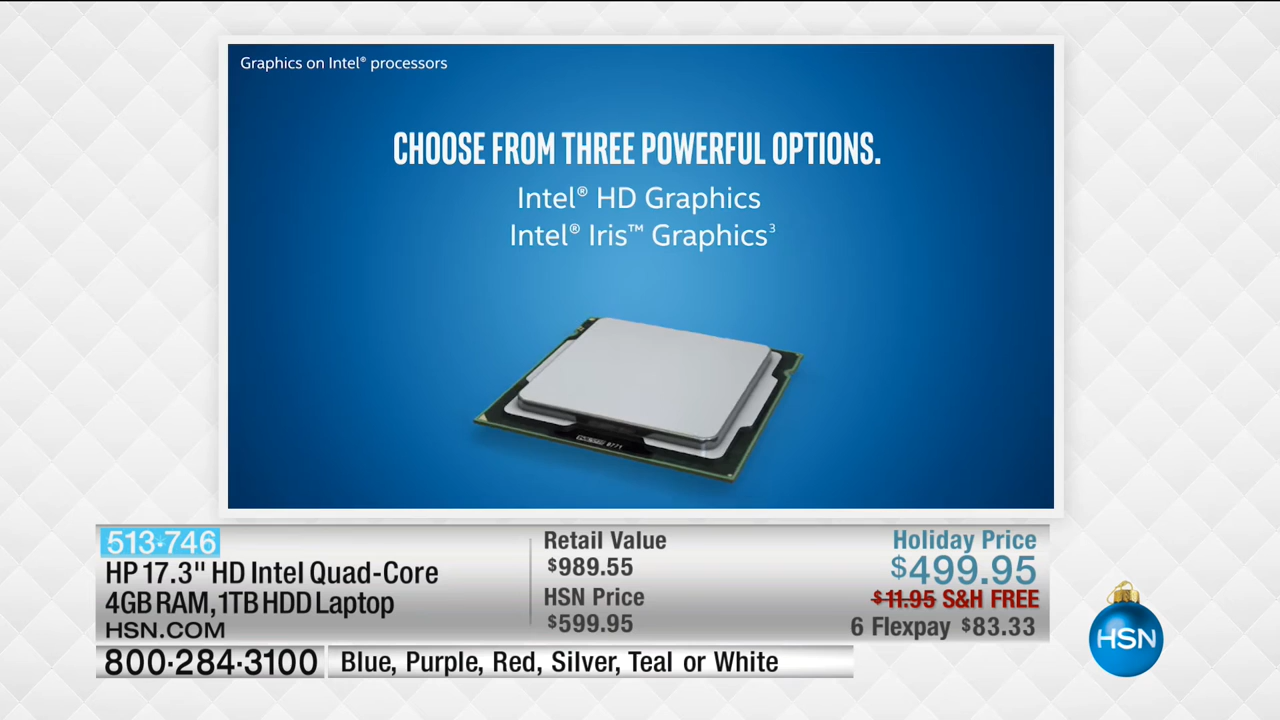 Graphics on Intel® processors
CHOOSE FROM THREE POWERFUL OPTIONS.
Intel® HD Graphics
Intel® Iris™ Graphics³
513·746
HP 17.3" HD Intel Quad-Core
4GB RAM, 1TB HDD Laptop
HSN.COM
Retail Value
$989.55
HSN Price
$599.95
Holiday Price
$499.95
$11.95 S&H FREE
6 Flexpay $83.33
HSN
800·284·3100
Blue, Purple, Red, Silver, Teal or White